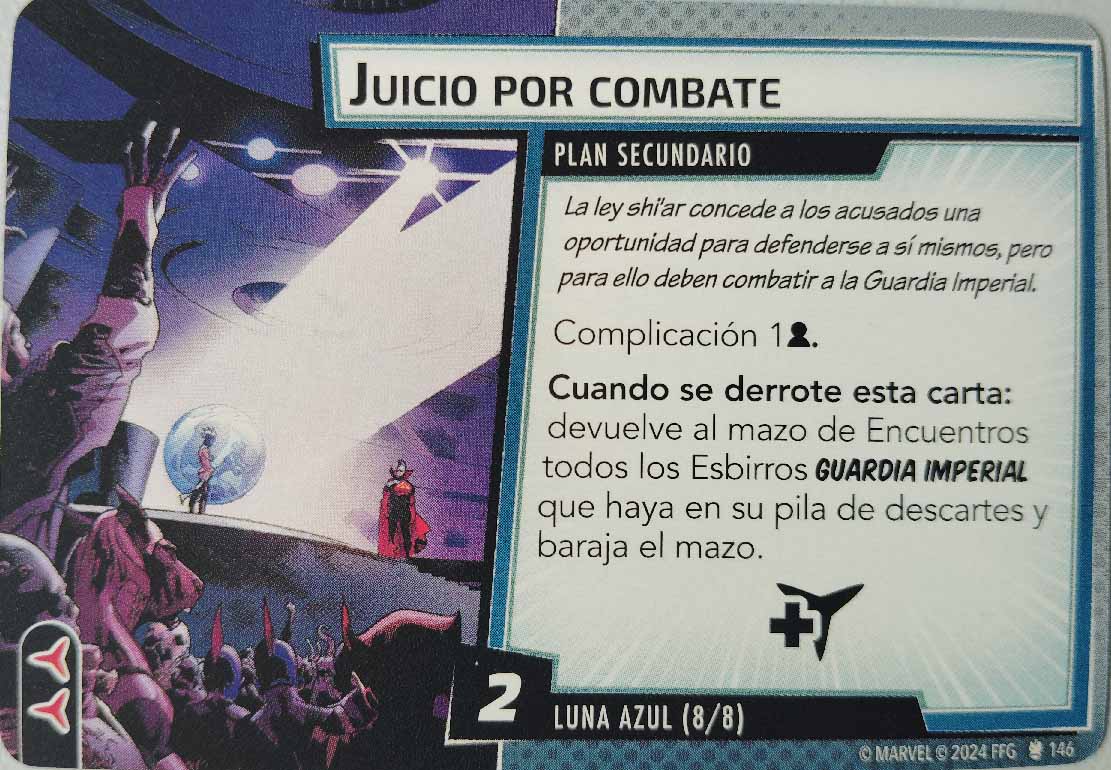 JUICIO POR COMBATE
PLAN SECUNDARIO
La ley shi'ar concede a los acusados una
oportunidad para defenderse a sí mismos, pero
para ello deben combatir a la Guardia Imperial.
Complicación 1.
Cuando se derrote esta carta:
devuelve al mazo de Encuentros
todos los Esbirros GUARDIA IMPERIAL
que haya en su pila de descartes y
baraja el mazo.
2
LUNA AZUL (8/8)
© MARVEL © 2024 FFG 146